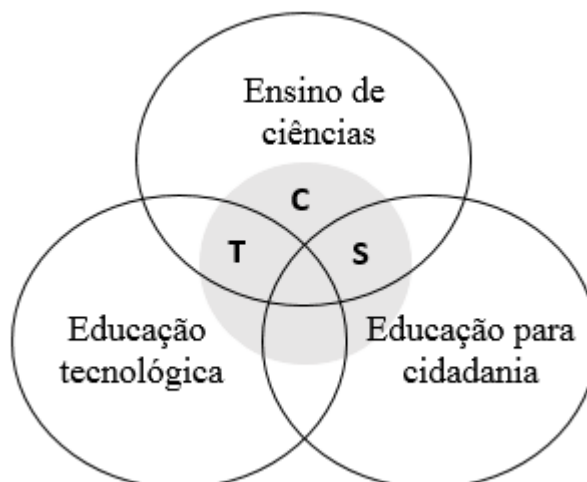 Ensino de
ciências
C
T
S
Educação
tecnológica
Educação para
cidadania